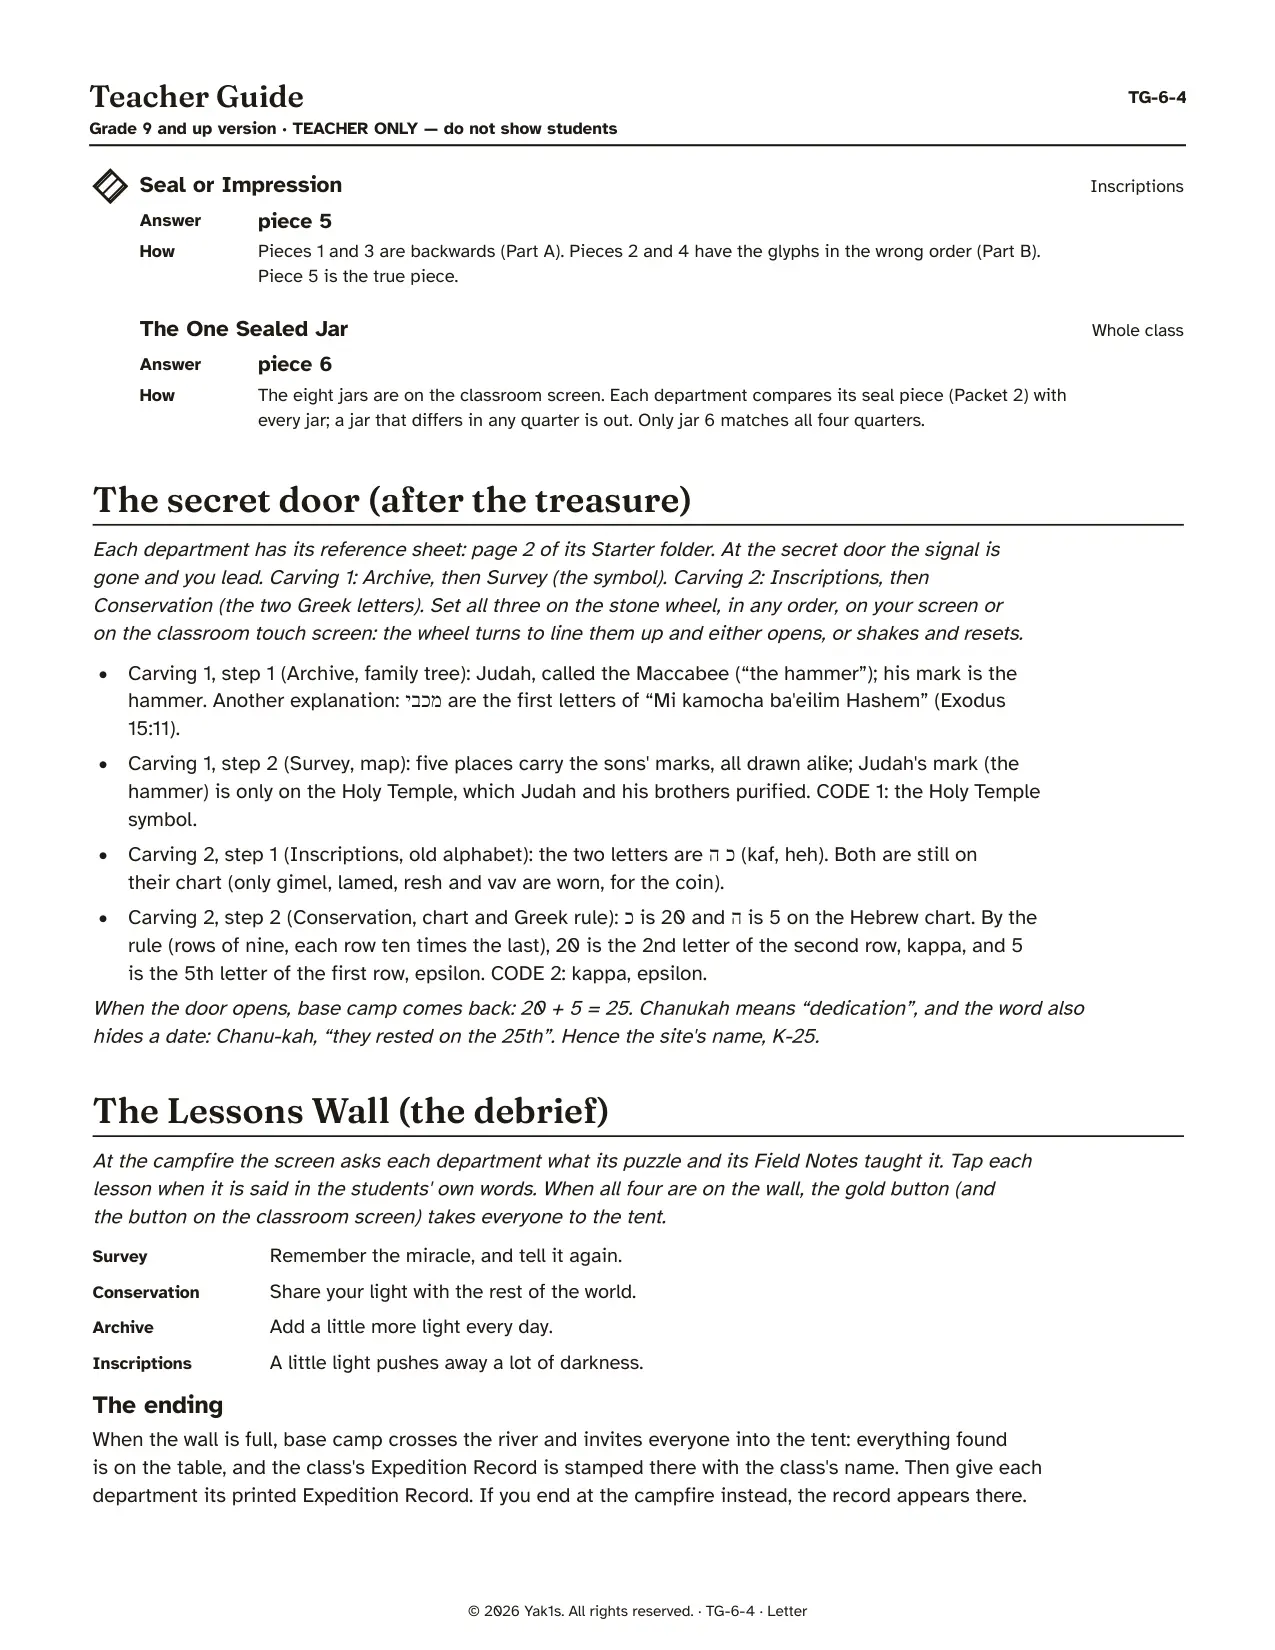 Teacher Guide
TG-6-4
Grade 9 and up version · TEACHER ONLY — do not show students
Seal or Impression
Inscriptions
Answer piece 5
How Pieces 1 and 3 are backwards (Part A). Pieces 2 and 4 have the glyphs in the wrong order (Part B).
Piece 5 is the true piece.
The One Sealed Jar
Whole class
Answer piece 6
How The eight jars are on the classroom screen. Each department compares its seal piece (Packet 2) with
every jar; a jar that differs in any quarter is out. Only jar 6 matches all four quarters.
The secret door (after the treasure)
Each department has its reference sheet: page 2 of its Starter folder. At the secret door the signal is
gone and you lead. Carving 1: Archive, then Survey (the symbol). Carving 2: Inscriptions, then
Conservation (the two Greek letters). Set all three on the stone wheel, in any order, on your screen or
on the classroom touch screen: the wheel turns to line them up and either opens, or shakes and resets.
• Carving 1, step 1 (Archive, family tree): Judah, called the Maccabee (“the hammer”); his mark is the
hammer. Another explanation: מכבי are the first letters of “Mi kamocha ba'eilim Hashem” (Exodus
15:11).
• Carving 1, step 2 (Survey, map): five places carry the sons' marks, all drawn alike; Judah's mark (the
hammer) is only on the Holy Temple, which Judah and his brothers purified. CODE 1: the Holy Temple
symbol.
• Carving 2, step 1 (Inscriptions, old alphabet): the two letters are כ ה (kaf, heh). Both are still on
their chart (only gimel, lamed, resh and vav are worn, for the coin).
• Carving 2, step 2 (Conservation, chart and Greek rule): כ is 20 and ה is 5 on the Hebrew chart. By the
rule (rows of nine, each row ten times the last), 20 is the 2nd letter of the second row, kappa, and 5
is the 5th letter of the first row, epsilon. CODE 2: kappa, epsilon.
When the door opens, base camp comes back: 20 + 5 = 25. Chanukah means “dedication”, and the word also
hides a date: Chanu-kah, “they rested on the 25th”. Hence the site's name, K-25.
The Lessons Wall (the debrief)
At the campfire the screen asks each department what its puzzle and its Field Notes taught it. Tap each
lesson when it is said in the students' own words. When all four are on the wall, the gold button (and
the button on the classroom screen) takes everyone to the tent.
Survey Remember the miracle, and tell it again.
Conservation Share your light with the rest of the world.
Archive Add a little more light every day.
Inscriptions A little light pushes away a lot of darkness.
The ending
When the wall is full, base camp crosses the river and invites everyone into the tent: everything found
is on the table, and the class's Expedition Record is stamped there with the class's name. Then give each
department its printed Expedition Record. If you end at the campfire instead, the record appears there.
© 2026 Yak1s. All rights reserved. · TG-6-4 · Letter